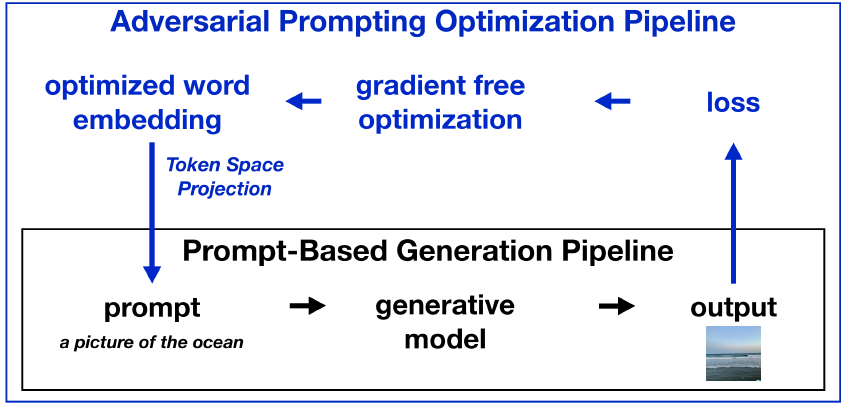 Adversarial Prompting Optimization Pipeline
optimized word
embedding
gradient free
optimization
loss
Token Space
Projection
Prompt-Based Generation Pipeline
prompt
a picture of the ocean
generative
model
output